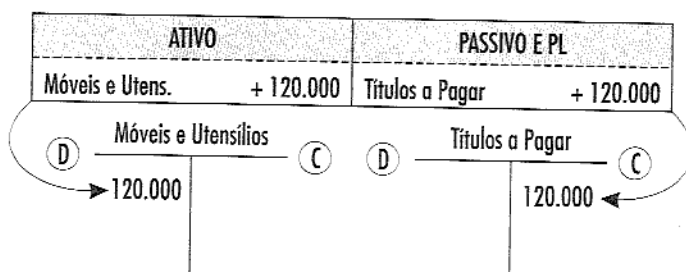 ATIVO PASSIVO E PL
Móveis e Utens. + 120.000 Títulos a Pagar + 120.000
Móveis e Utensílios Títulos a Pagar
D C D C
120.000 120.000